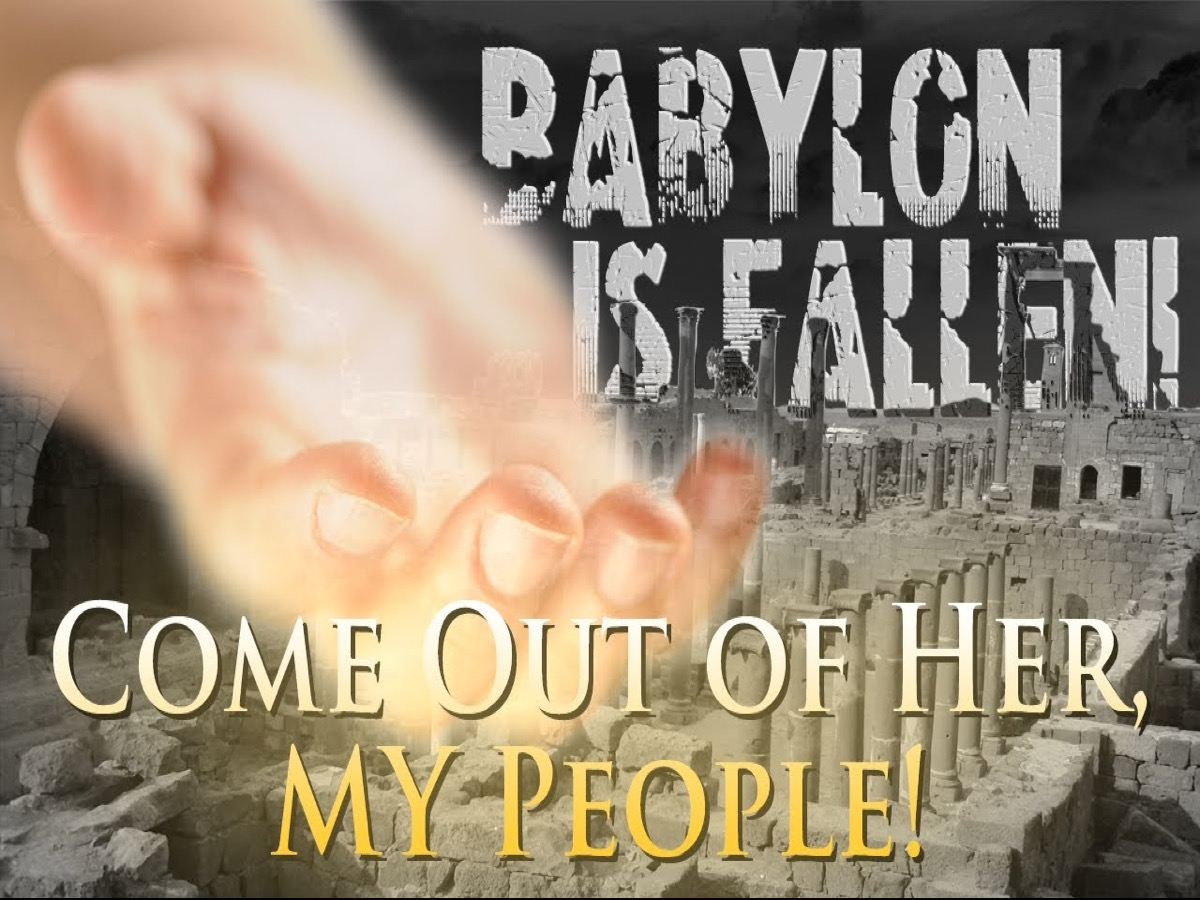 BABYLON
IS FALLEN!
COME OUT OF HER,
MY PEOPLE!